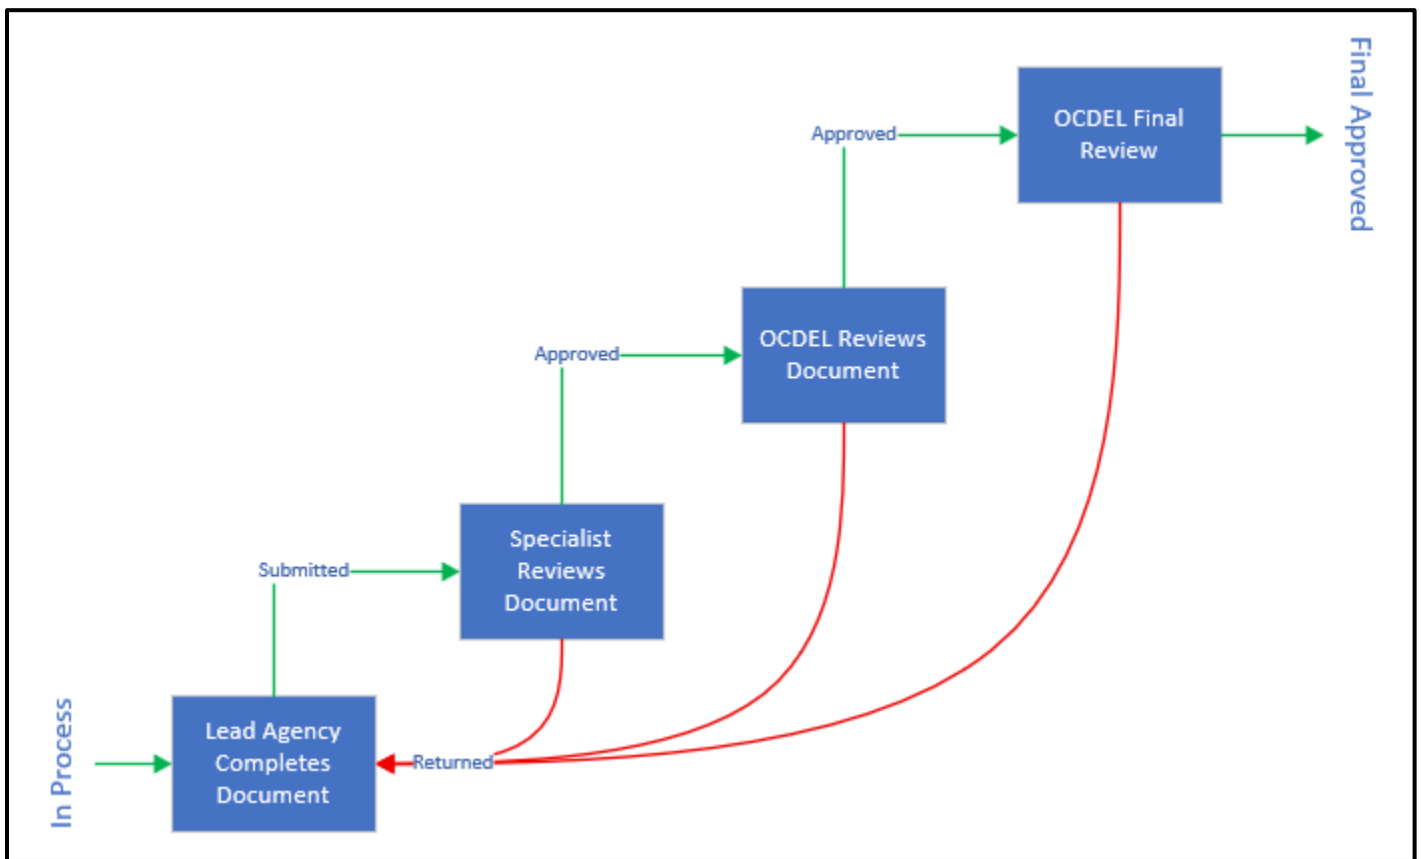 Final Approved
OCDEL Final
Review
Approved
OCDEL Reviews
Document
Approved
Specialist
Reviews
Document
Submitted
In Process
Lead Agency
Completes
Document
Returned